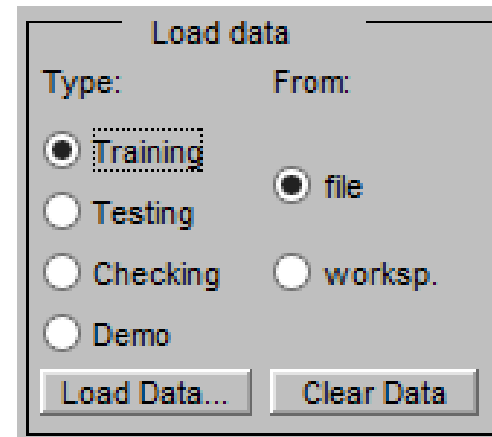 Load data
Type: From:
Training
file
Testing
Checking worksp.
Demo
Load Data... Clear Data